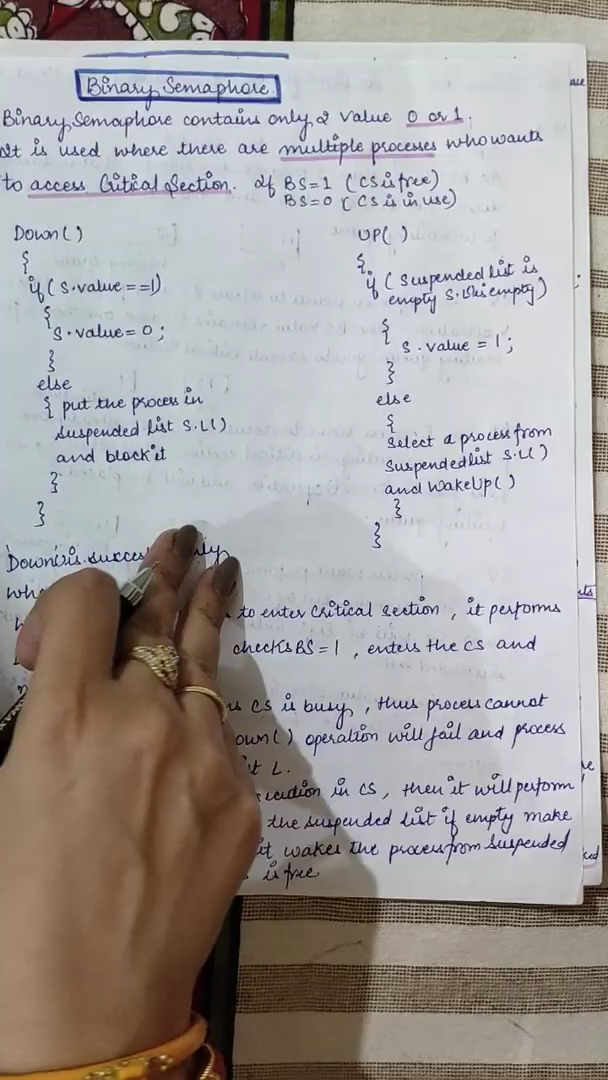 Binary Semaphore
Binary Semaphore contains only 2 value 0 or 1.
It is used where there are multiple processes who wants
to access Critical Section. If BS=1 (CS is free)
BS=0 (CS is in use)
Down()
{
if (S.value==1)
{
S.value=0;
}
else
{ put the process in
suspended list S.L()
and block it
}
}
UP()
{
if (Suspended list is
empty S.L is empty)
{
S.value=1;
}
else
{
Select a process from
Suspended list S.L()
and wakeup()
}
}
Down() is
to enter Critical section, it performs
checks BS=1, enters the CS and
CS is busy, thus process cannot
operation will fail and process
L.
in CS, then it will perform
the suspended list if empty make
it wakes the process from Suspended
is free